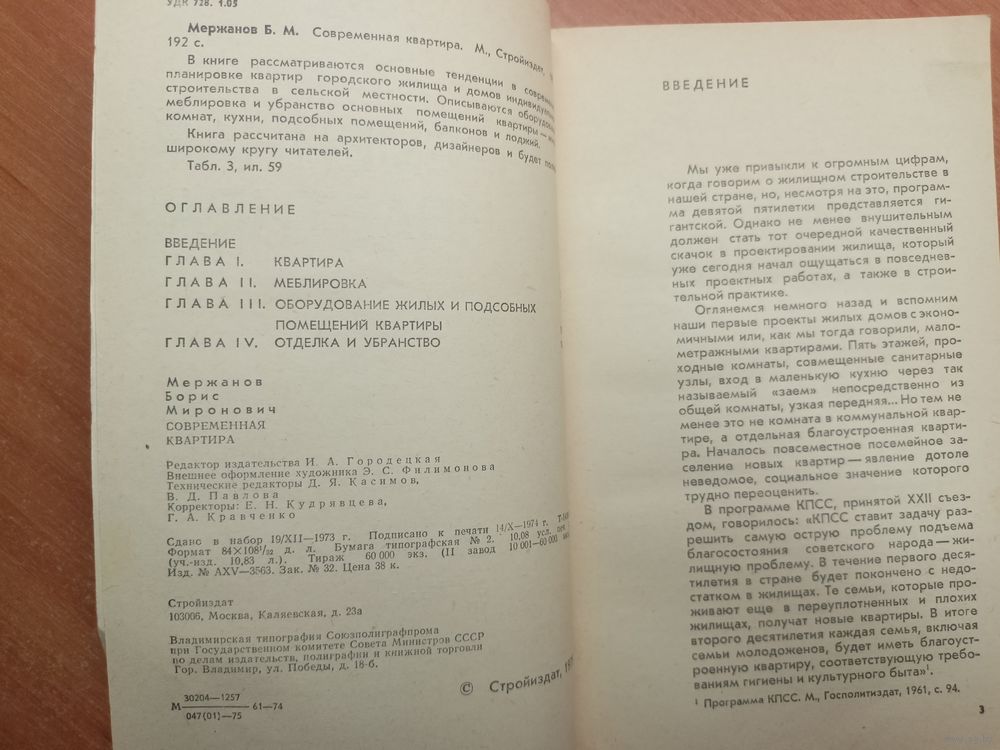 УДК 728. 1.05
Мержанов Б. М. Современная квартира. М., Стройиздат,
192 с.
В книге рассматриваются основные тенденции в
планировке квартир городского жилища и домов
строительства в сельской местности. Описываются
меблировка и убранство основных помещений квартиры —
комнат, кухни, подсобных помещений, балконов и лоджий.
Книга рассчитана на архитекторов, дизайнеров и будет
широкому кругу читателей.
Табл. 3, ил. 59
ОГЛАВЛЕНИЕ
ВВЕДЕНИЕ
ГЛАВА I. КВАРТИРА
ГЛАВА II. МЕБЛИРОВКА
ГЛАВА III. ОБОРУДОВАНИЕ ЖИЛЫХ И ПОДСОБНЫХ
ПОМЕЩЕНИЙ КВАРТИРЫ
ГЛАВА IV. ОТДЕЛКА И УБРАНСТВО
Мержанов
Борис
Миронович
СОВРЕМЕННАЯ
КВАРТИРА
Редактор издательства И. А. Городецкая
Внешнее оформление художника Э. С. Филимонова
Технические редакторы Д. Я. Касимов,
В. Д. Павлова
Корректоры: Е. Н. Кудрявцева,
Г. А. Кравченко
Сдано в набор 19/XII—1973 г. Подписано к печати 14/X—1974 г.
Формат 84×108¹/₃₂ д. л. Бумага типографская № 2. 10,08 усл.
(уч.-изд. 10,83 л.). Тираж 60 000 экз. (II завод 10 001—60 000
Изд. № AXV—3563. Зак. № 32. Цена 38 к.
Стройиздат
103006, Москва, Каляевская, д. 23а
Владимирская типография Союзполиграфпрома
при Государственном комитете Совета Министров СССР
по делам издательств, полиграфии и книжной торговли
Гор. Владимир, ул. Победы, д. 18-б.
30204—1257
М 61—74
047(01)—75
© Стройиздат,
ВВЕДЕНИЕ
Мы уже привыкли к огромным цифрам,
когда говорим о жилищном строительстве в
нашей стране, но, несмотря на это, програм-
ма девятой пятилетки представляется ги-
гантской. Однако не менее внушительным
должен стать тот очередной качественный
скачок в проектировании жилища, который
уже сегодня начал ощущаться в повседнев-
ных проектных работах, а также в строи-
тельной практике.
Оглянемся немного назад и вспомним
наши первые проекты жилых домов с эконо-
мичными или, как мы тогда говорили, мало-
метражными квартирами. Пять этажей, про-
ходные комнаты, совмещенные санитарные
узлы, вход в маленькую кухню через так
называемый «заем» непосредственно из
общей комнаты, узкая передняя... Но тем не
менее это не комната в коммунальной квар-
тире, а отдельная благоустроенная кварти-
ра. Началось повсеместное посемейное за-
селение новых квартир — явление дотоле
неведомое, социальное значение которого
трудно переоценить.
В программе КПСС, принятой XXII съез-
дом, говорилось: «КПСС ставит задачу раз-
решить самую острую проблему подъема
благосостояния советского народа — жи-
лищную проблему. В течение первого деся-
тилетия в стране будет покончено с недо-
статком в жилищах. Те семьи, которые про-
живают еще в переуплотненных и плохих
жилищах, получат новые квартиры. В итоге
второго десятилетия каждая семья, включая
семьи молодоженов, будет иметь благоуст-
роенную квартиру, соответствующую требо-
ваниям гигиены и культурного быта»¹.
¹ Программа КПСС. М., Госполитиздат, 1961, с. 94.
3